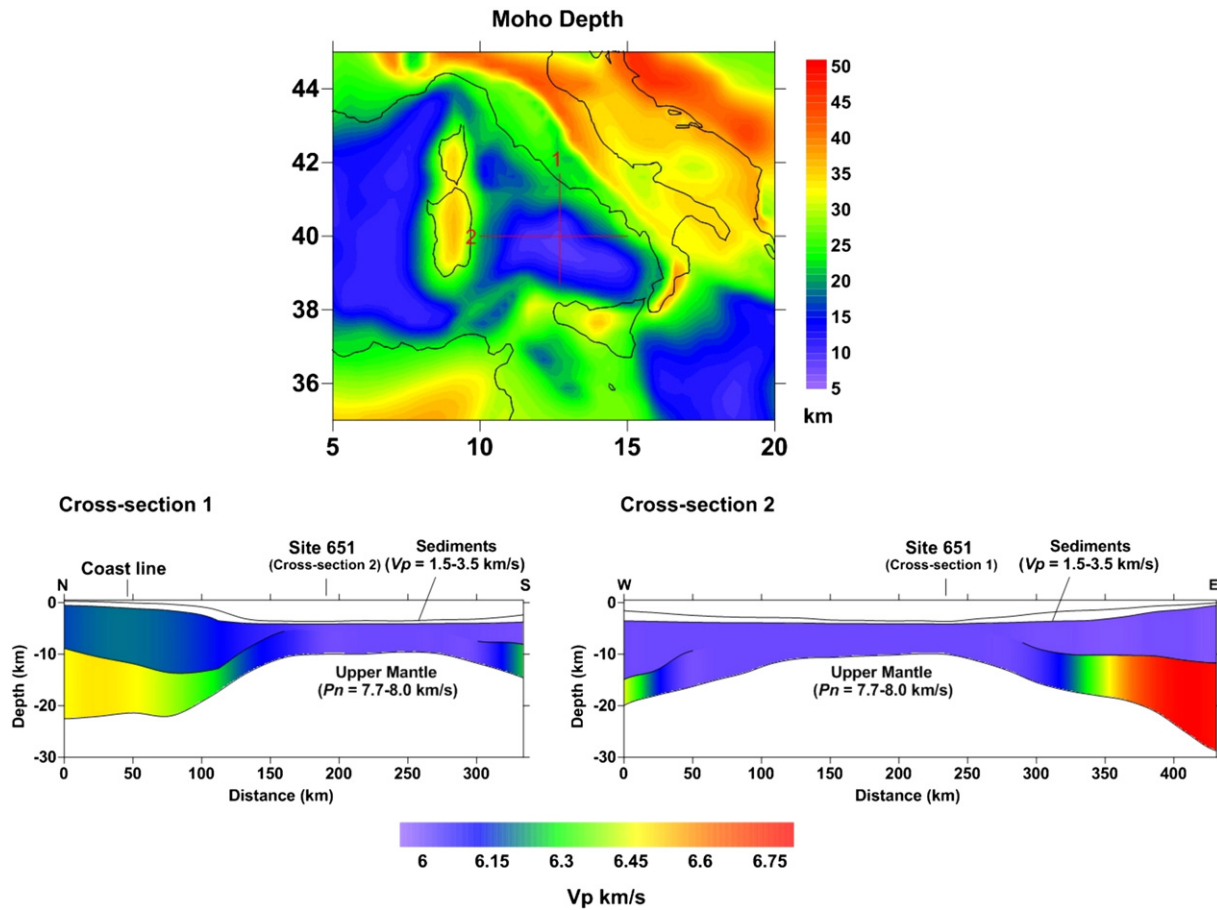 Moho Depth
44
42
40
38
36
5
10
15
20
1
2
50
45
40
35
30
25
20
15
10
5
km
Cross-section 1
Coast line
Site 651
(Cross-section 2)
Sediments
(Vp = 1.5-3.5 km/s)
N
S
0
-10
-20
-30
Depth (km)
Upper Mantle
(Pn = 7.7-8.0 km/s)
0
50
100
150
200
250
300
Distance (km)
Cross-section 2
Site 651
(Cross-section 1)
Sediments
(Vp = 1.5-3.5 km/s)
W
E
0
-10
-20
-30
Depth (km)
Upper Mantle
(Pn = 7.7-8.0 km/s)
0
50
100
150
200
250
300
350
400
Distance (km)
6
6.15
6.3
6.45
6.6
6.75
Vp km/s